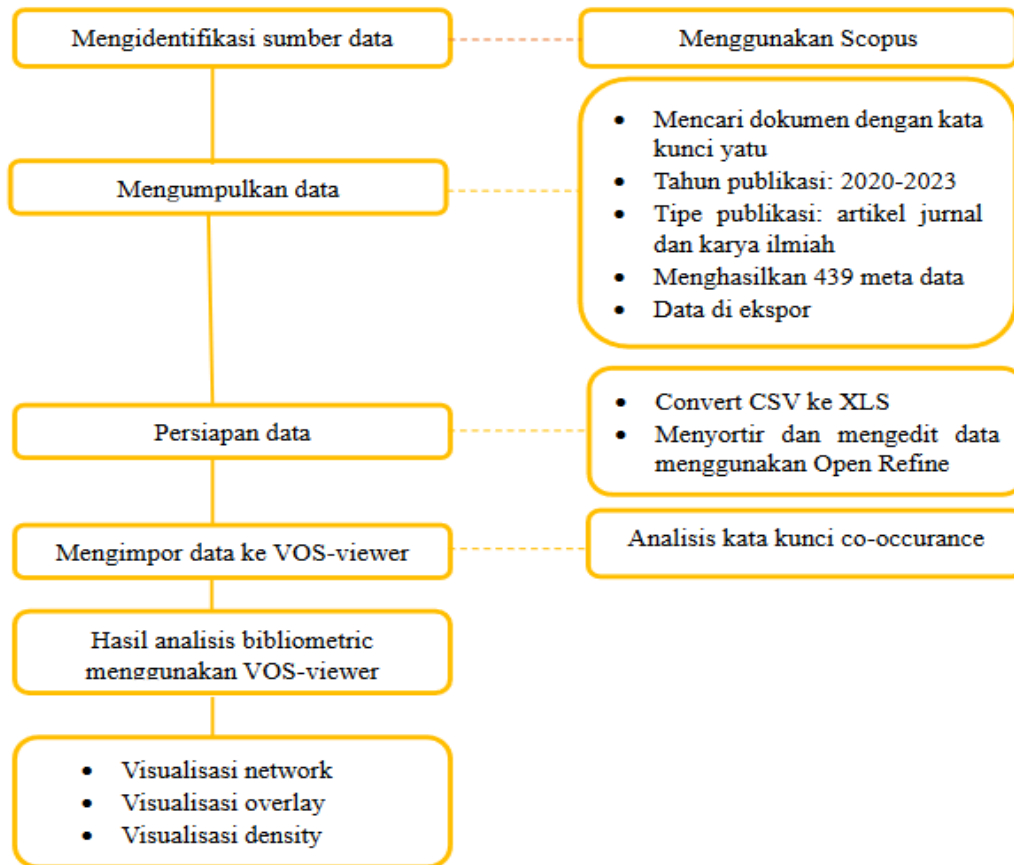 Mengidentifikasi sumber data
Menggunakan Scopus
Mengumpulkan data
• Mencari dokumen dengan kata
kunci yatu
• Tahun publikasi: 2020-2023
• Tipe publikasi: artikel jurnal
dan karya ilmiah
• Menghasilkan 439 meta data
• Data di ekspor
Persiapan data
• Convert CSV ke XLS
• Menyortir dan mengedit data
menggunakan Open Refine
Mengimpor data ke VOS-viewer
Analisis kata kunci co-occurance
Hasil analisis bibliometric
menggunakan VOS-viewer
• Visualisasi network
• Visualisasi overlay
• Visualisasi density